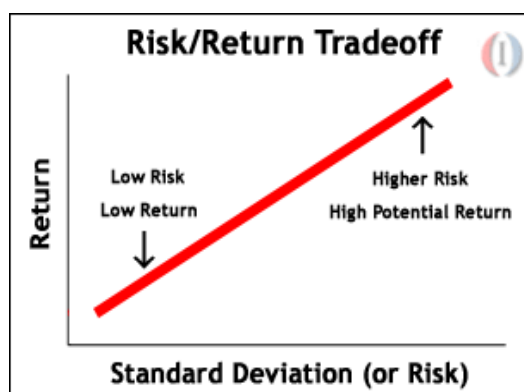 Risk/Return Tradeoff
Return
Low Risk
Low Return
Higher Risk
High Potential Return
Standard Deviation (or Risk)